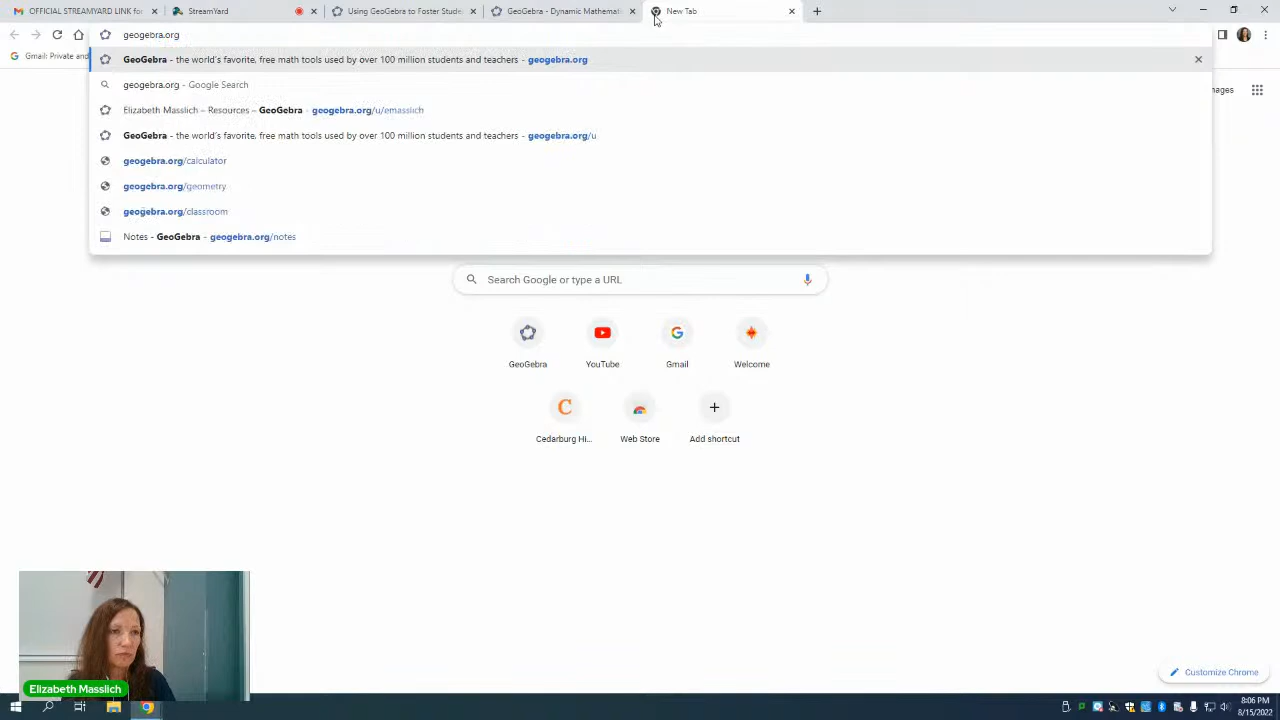 OFFICIAL STREAMYARD LINK for
StreamYard
Using GeoGebra to Foster Stude
GeoGebra - Dynamic Mathemati
New Tab
geogebra.org
Gmail: Private and
GeoGebra - the world's favorite, free math tools used by over 100 million students and teachers - geogebra.org
geogebra.org - Google Search
mages
Elizabeth Masslich – Resources – GeoGebra - geogebra.org/u/emasslich
GeoGebra - the world's favorite, free math tools used by over 100 million students and teachers - geogebra.org/u
geogebra.org/calculator
geogebra.org/geometry
geogebra.org/classroom
Notes - GeoGebra - geogebra.org/notes
Search Google or type a URL
GeoGebra
YouTube
Gmail
Welcome
Cedarburg Hi...
Web Store
Add shortcut
Customize Chrome
Elizabeth Masslich
8:06 PM
8/15/2022